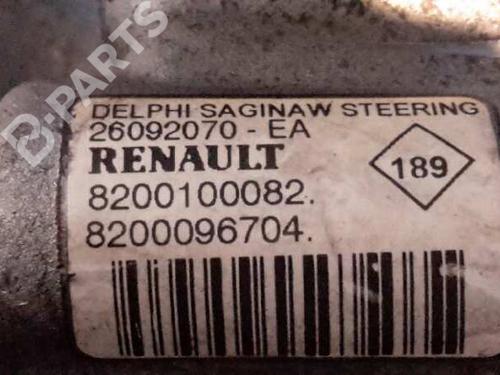 B-PARTS
DELPHI SAGINAW STEERING
26092070 - EA
RENAULT
189
8200100082.
8200096704.